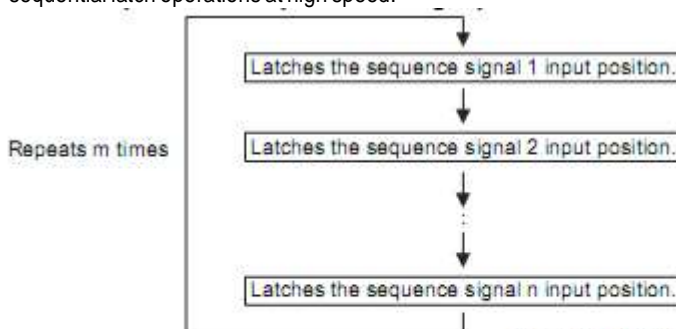 sequential latch operations at high speed.
Latches the sequence signal 1 input position.
Repeats m times
Latches the sequence signal 2 input position.
Latches the sequence signal n input position.